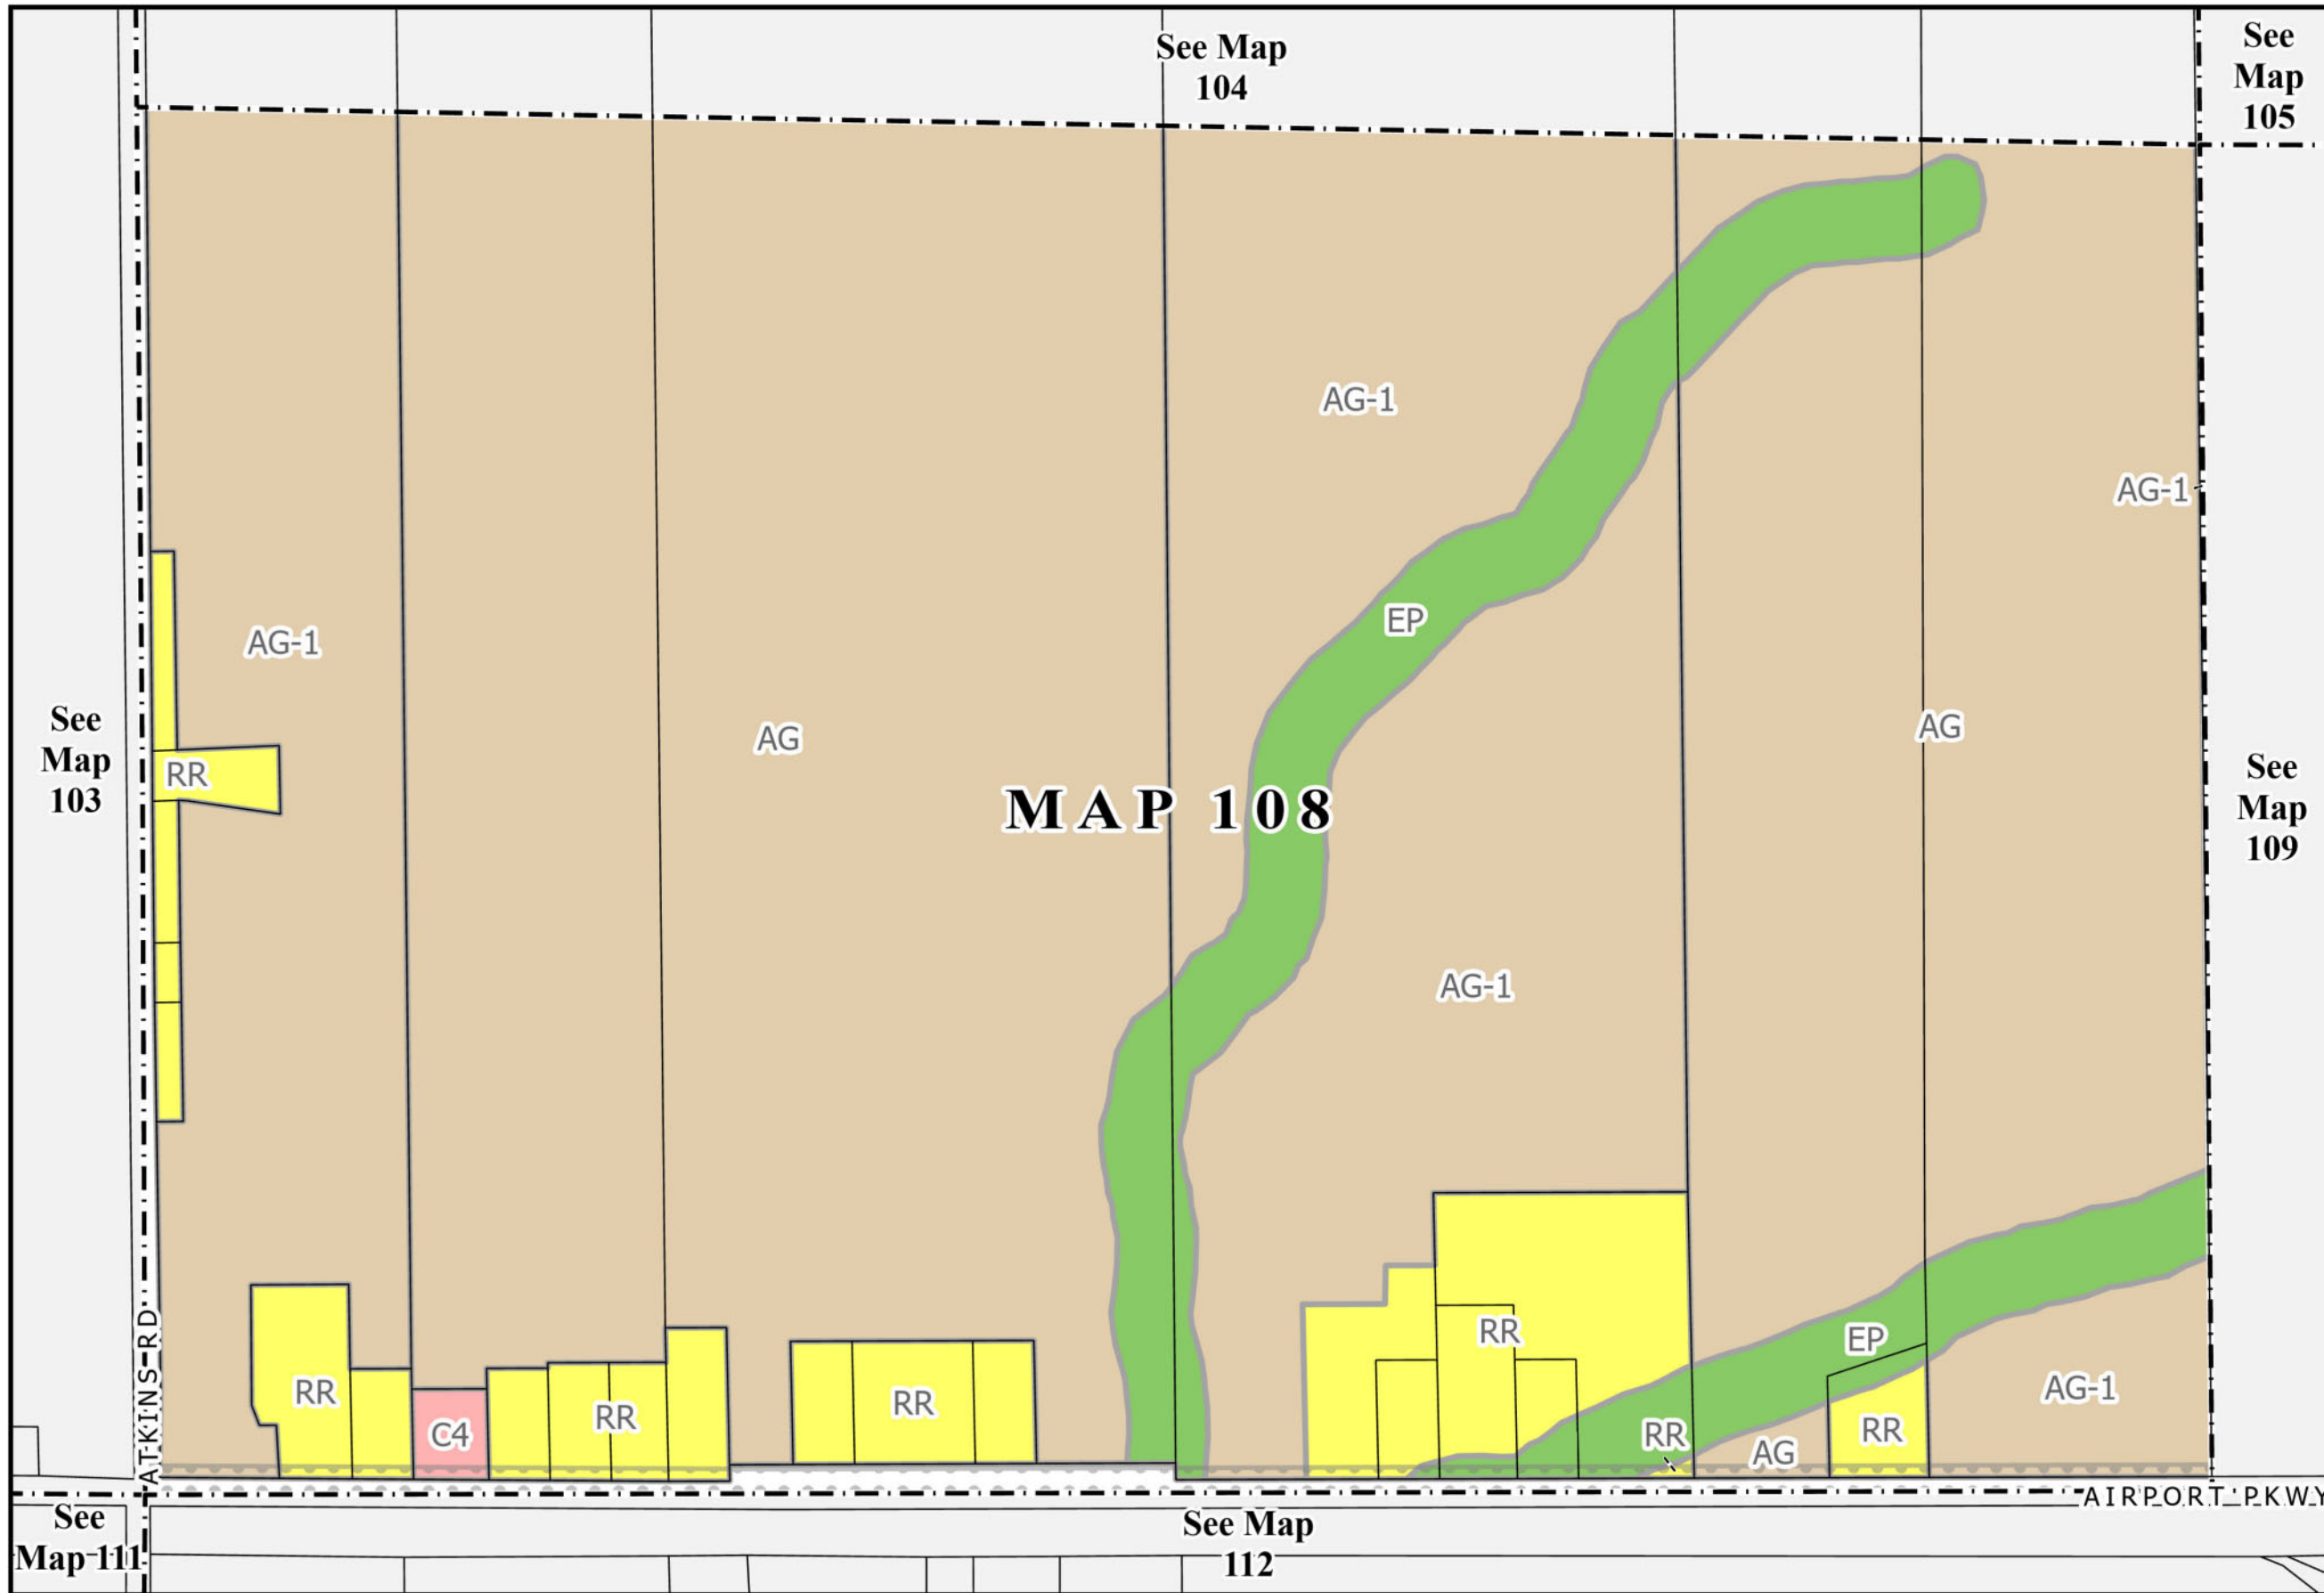 See Map
104
See
Map
105
AG-1
AG-1
EP
AG-1
See
Map
103
RR
AG
AG
MAP 108
See
Map
109
AG-1
RR
EP
RR
C4
RR
RR
RR
AG
RR
AG-1
ATKINS RD
AIRPORT PKWY
See
Map 111
See Map
112